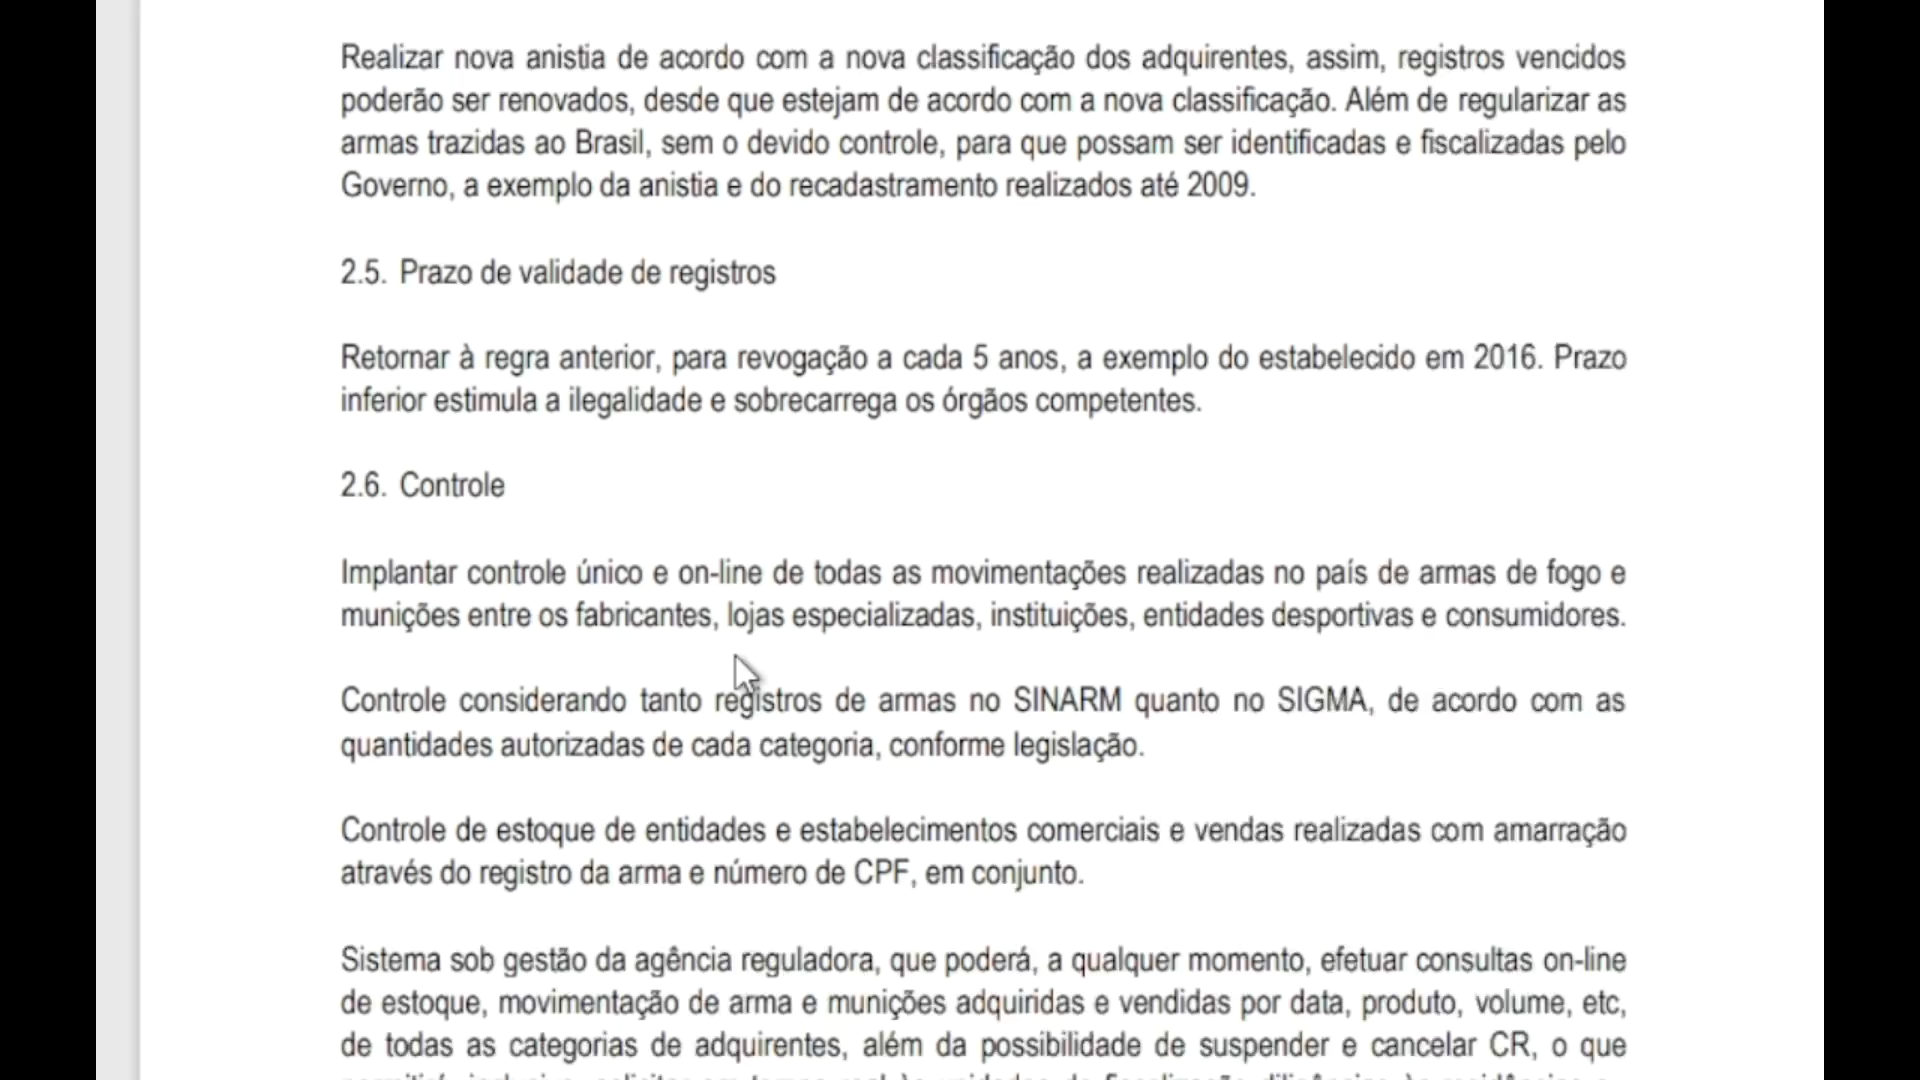 Realizar nova anistia de acordo com a nova classificação dos adquirentes, assim, registros vencidos
poderão ser renovados, desde que estejam de acordo com a nova classificação. Além de regularizar as
armas trazidas ao Brasil, sem o devido controle, para que possam ser identificadas e fiscalizadas pelo
Governo, a exemplo da anistia e do recadastramento realizados até 2009.
2.5. Prazo de validade de registros
Retornar à regra anterior, para revogação a cada 5 anos, a exemplo do estabelecido em 2016. Prazo
inferior estimula a ilegalidade e sobrecarrega os órgãos competentes.
2.6. Controle
Implantar controle único e on-line de todas as movimentações realizadas no país de armas de fogo e
munições entre os fabricantes, lojas especializadas, instituições, entidades desportivas e consumidores.
Controle considerando tanto registros de armas no SINARM quanto no SIGMA, de acordo com as
quantidades autorizadas de cada categoria, conforme legislação.
Controle de estoque de entidades e estabelecimentos comerciais e vendas realizadas com amarração
através do registro da arma e número de CPF, em conjunto.
Sistema sob gestão da agência reguladora, que poderá, a qualquer momento, efetuar consultas on-line
de estoque, movimentação de arma e munições adquiridas e vendidas por data, produto, volume, etc,
de todas as categorias de adquirentes, além da possibilidade de suspender e cancelar CR, o que